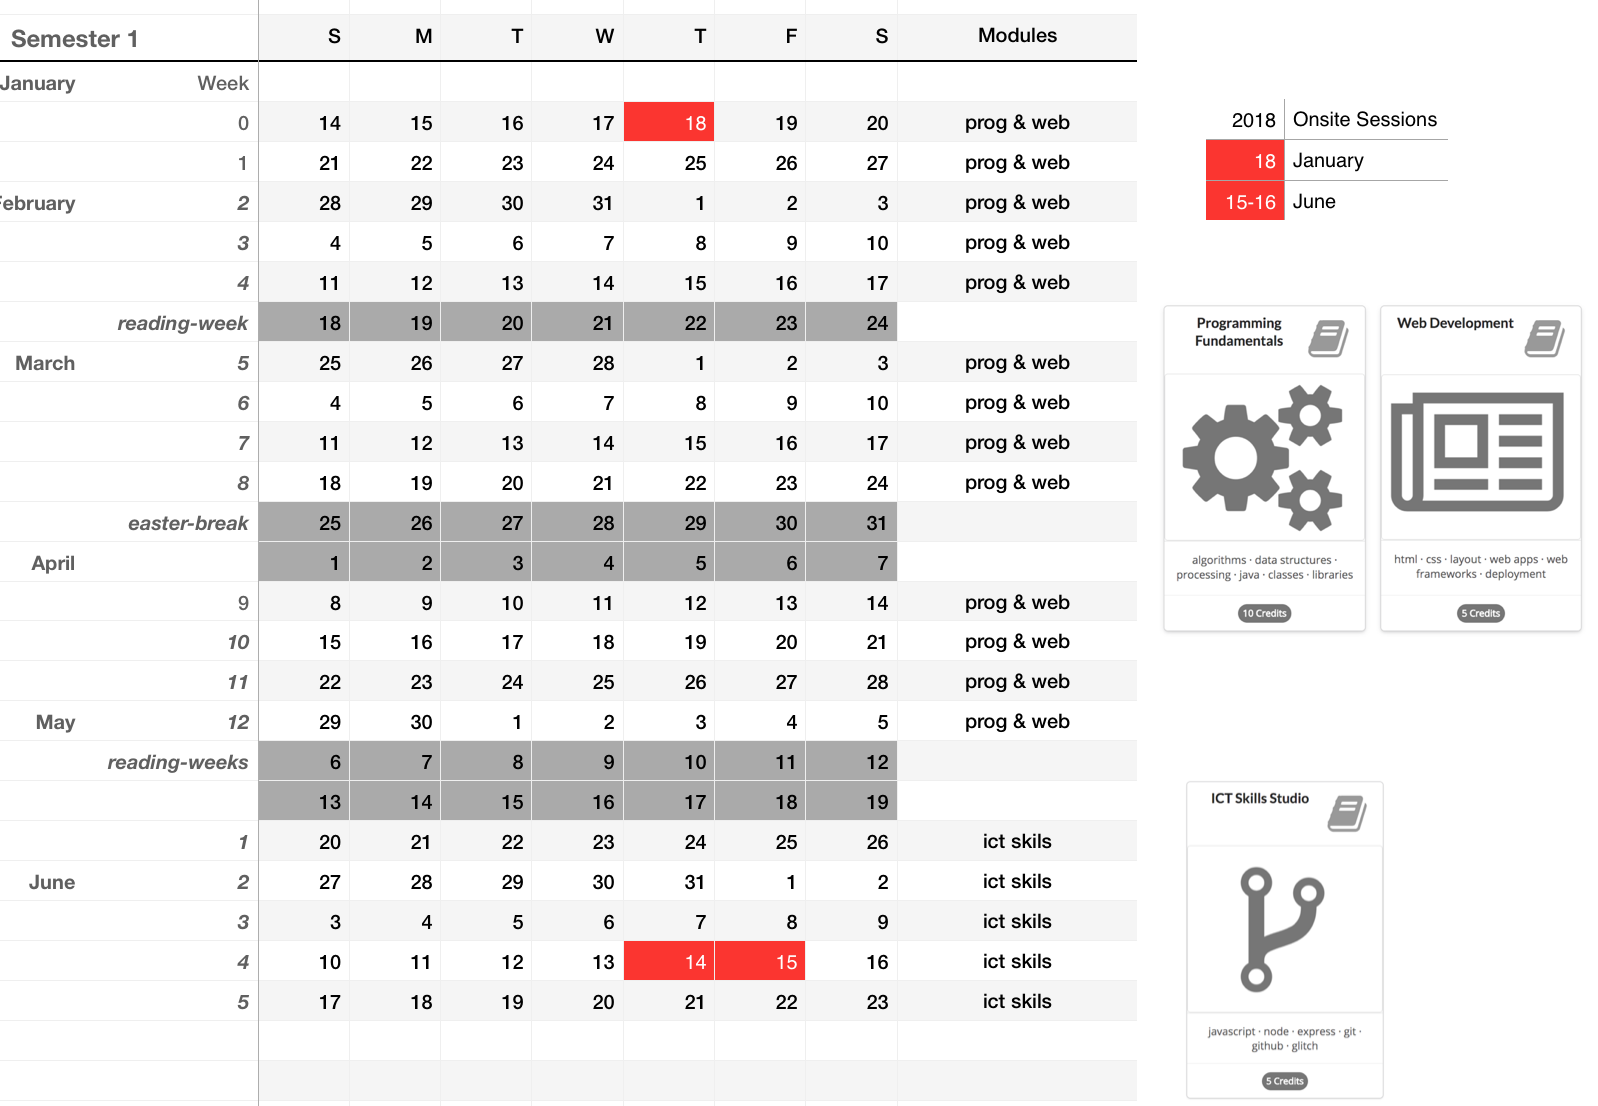 Semester 1 S M T W T F S Modules
January Week
0 14 15 16 17 18 19 20 prog & web
1 21 22 23 24 25 26 27 prog & web
February 2 28 29 30 31 1 2 3 prog & web
3 4 5 6 7 8 9 10 prog & web
4 11 12 13 14 15 16 17 prog & web
reading-week 18 19 20 21 22 23 24
March 5 25 26 27 28 1 2 3 prog & web
6 4 5 6 7 8 9 10 prog & web
7 11 12 13 14 15 16 17 prog & web
8 18 19 20 21 22 23 24 prog & web
easter-break 25 26 27 28 29 30 31
April 1 2 3 4 5 6 7
9 8 9 10 11 12 13 14 prog & web
10 15 16 17 18 19 20 21 prog & web
11 22 23 24 25 26 27 28 prog & web
May 12 29 30 1 2 3 4 5 prog & web
reading-weeks 6 7 8 9 10 11 12
13 14 15 16 17 18 19
1 20 21 22 23 24 25 26 ict skils
June 2 27 28 29 30 31 1 2 ict skils
3 3 4 5 6 7 8 9 ict skils
4 10 11 12 13 14 15 16 ict skils
5 17 18 19 20 21 22 23 ict skils
2018 Onsite Sessions
18 January
15-16 June
Programming
Fundamentals
algorithms · data structures ·
processing · java · classes · libraries
10 Credits
Web Development
html · css · layout · web apps · web
frameworks · deployment
5 Credits
ICT Skills Studio
javascript · node · express · git ·
github · glitch
5 Credits